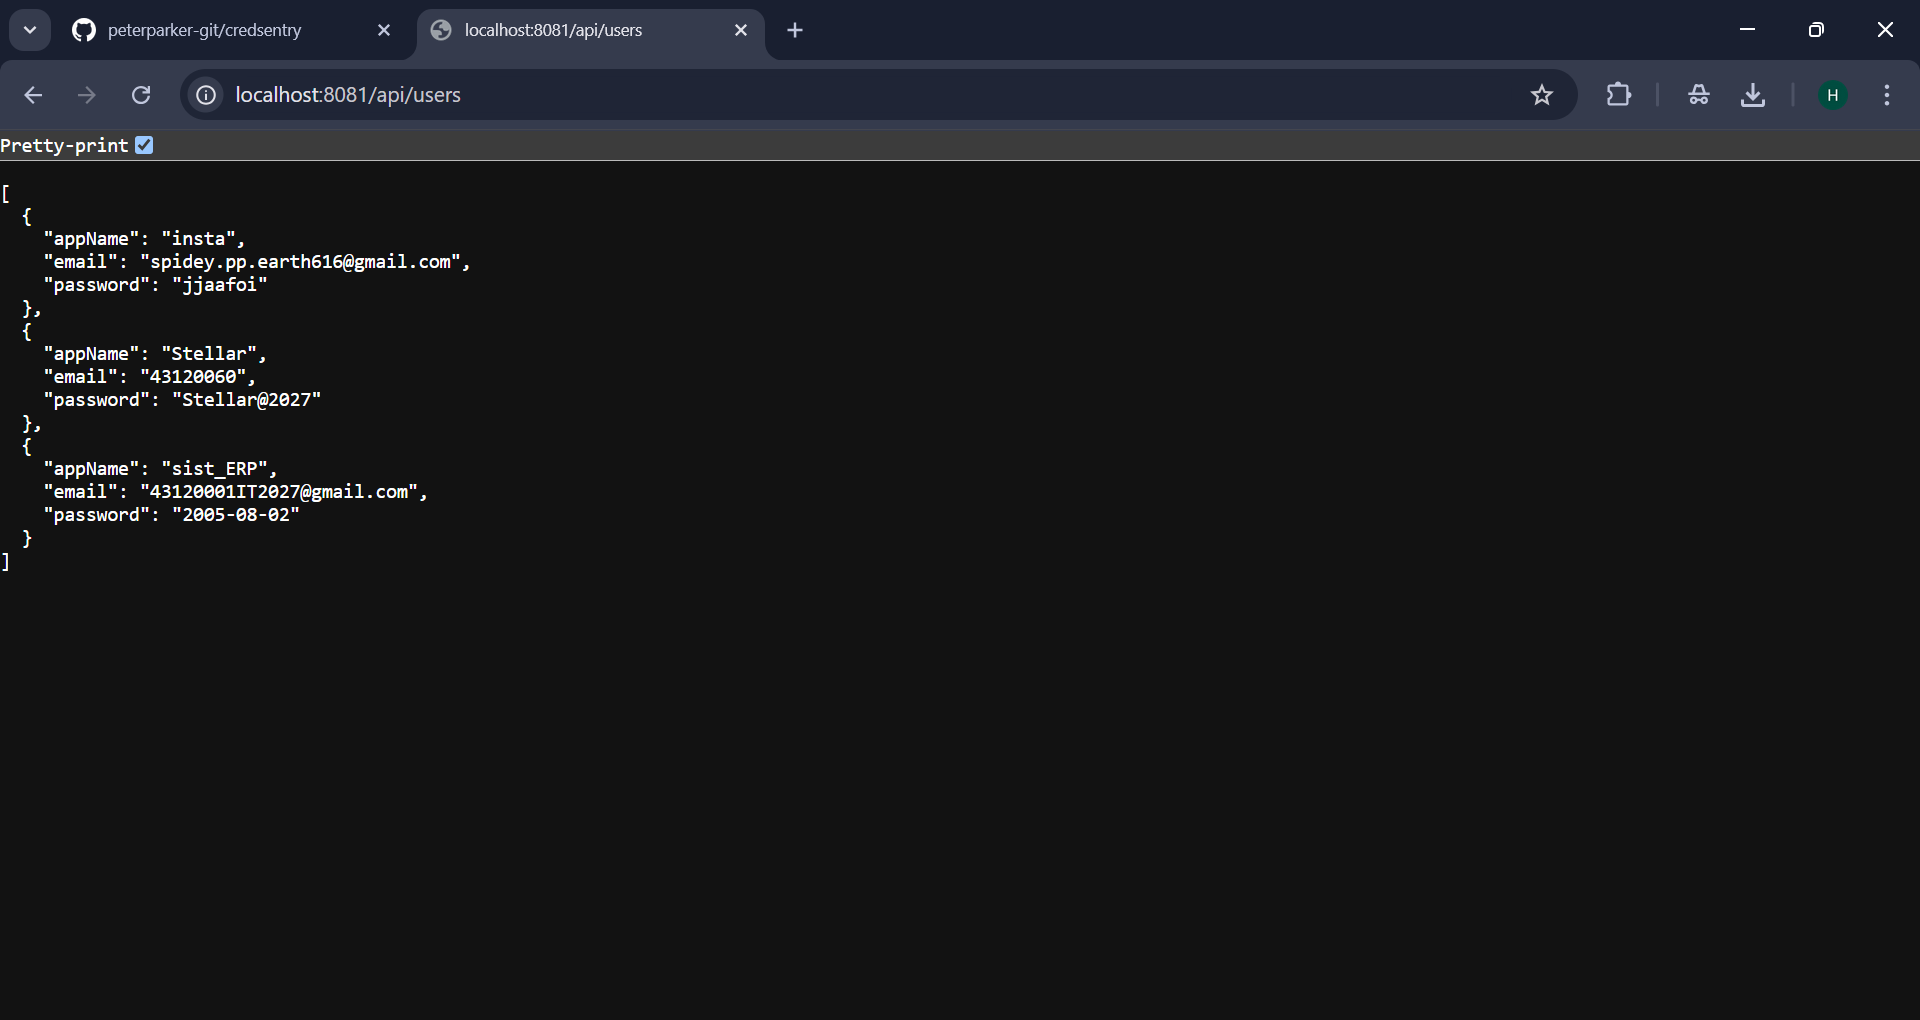 peterparker-git/credsentry
localhost:8081/api/users
localhost:8081/api/users
H
Pretty-print
[
  {
    "appName": "insta",
    "email": "spidey.pp.earth616@gmail.com",
    "password": "jjaafoi"
  },
  {
    "appName": "Stellar",
    "email": "43120060",
    "password": "Stellar@2027"
  },
  {
    "appName": "sist_ERP",
    "email": "43120001IT2027@gmail.com",
    "password": "2005-08-02"
  }
]